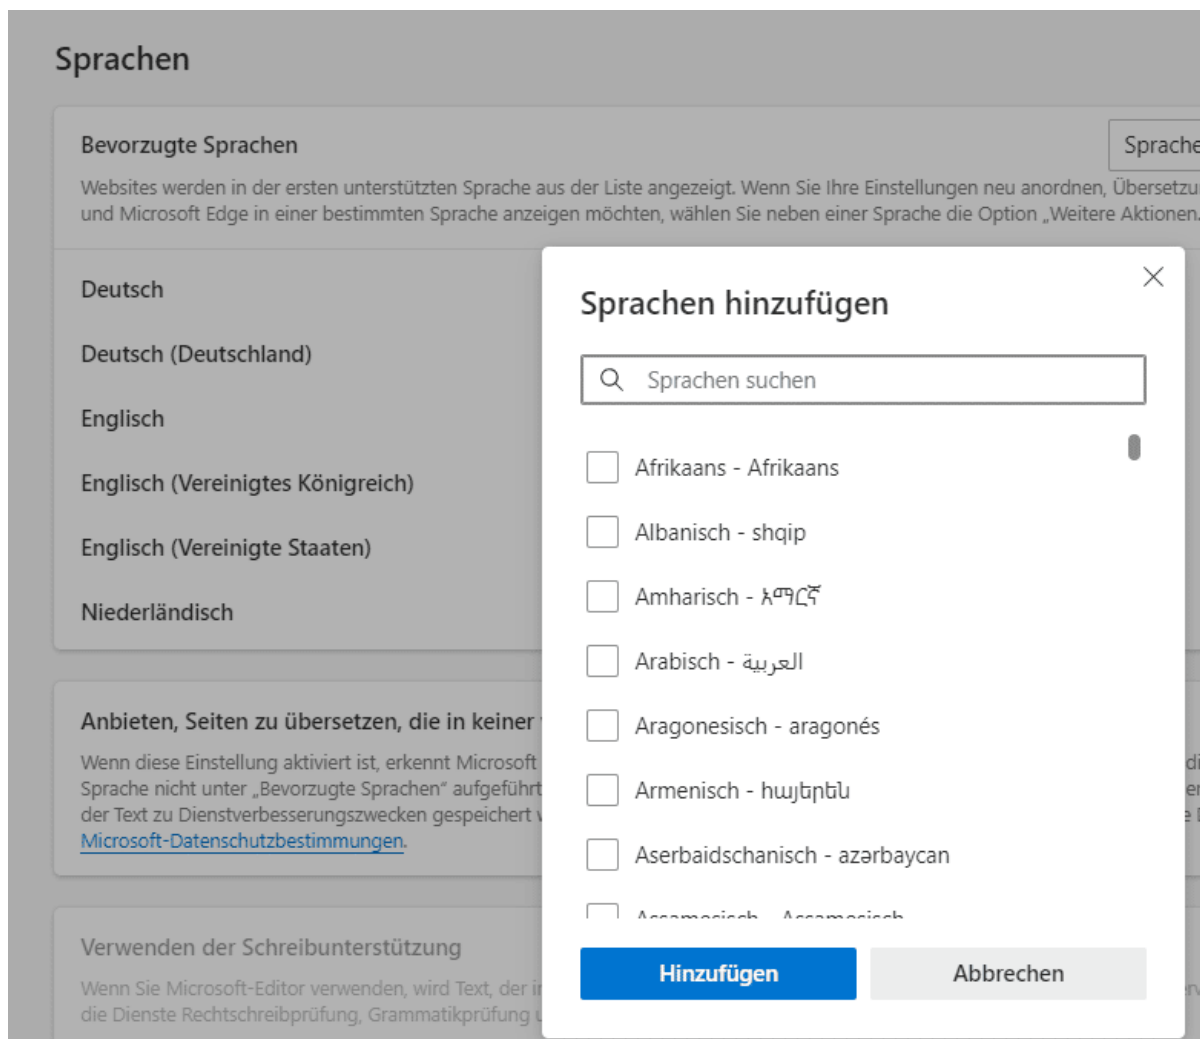 Sprachen
Bevorzugte Sprachen
Sprache
Websites werden in der ersten unterstützten Sprache aus der Liste angezeigt. Wenn Sie Ihre Einstellungen neu anordnen,
und Microsoft Edge in einer bestimmten Sprache anzeigen möchten, wählen Sie neben einer Sprache die Option „Weitere Aktionen.
Deutsch
Deutsch (Deutschland)
Englisch
Englisch (Vereinigtes Königreich)
Englisch (Vereinigte Staaten)
Niederländisch
Anbieten, Seiten zu übersetzen, die in keiner
Wenn diese Einstellung aktiviert ist, erkennt Microsoft
Sprache nicht unter „Bevorzugte Sprachen“ aufgeführt
der Text zu Dienstverbesserungszwecken gespeichert
Microsoft-Datenschutzbestimmungen.
Verwenden der Schreibunterstützung
Wenn Sie Microsoft-Editor verwenden, wird Text, der
die Dienste Rechtschreibprüfung, Grammatikprüfung
Sprachen hinzufügen
Sprachen suchen
Afrikaans - Afrikaans
Albanisch - shqip
Amharisch - አማርኛ
Arabisch - العربية
Aragonesisch - aragonés
Armenisch - հայերեն
Aserbaidschanisch - azərbaycan
Assamesisch - Assamesisch
Hinzufügen
Abbrechen